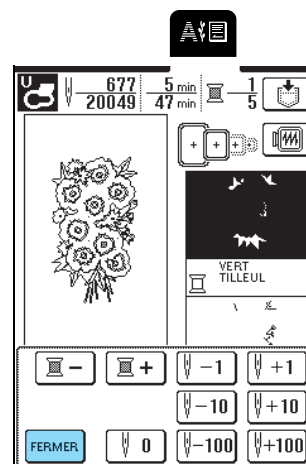 A
U 677 5 min 1
20049 47 min 5
VERT
TILLEUL
− + −1 +1
−10 +10
FERMER 0 −100 +100